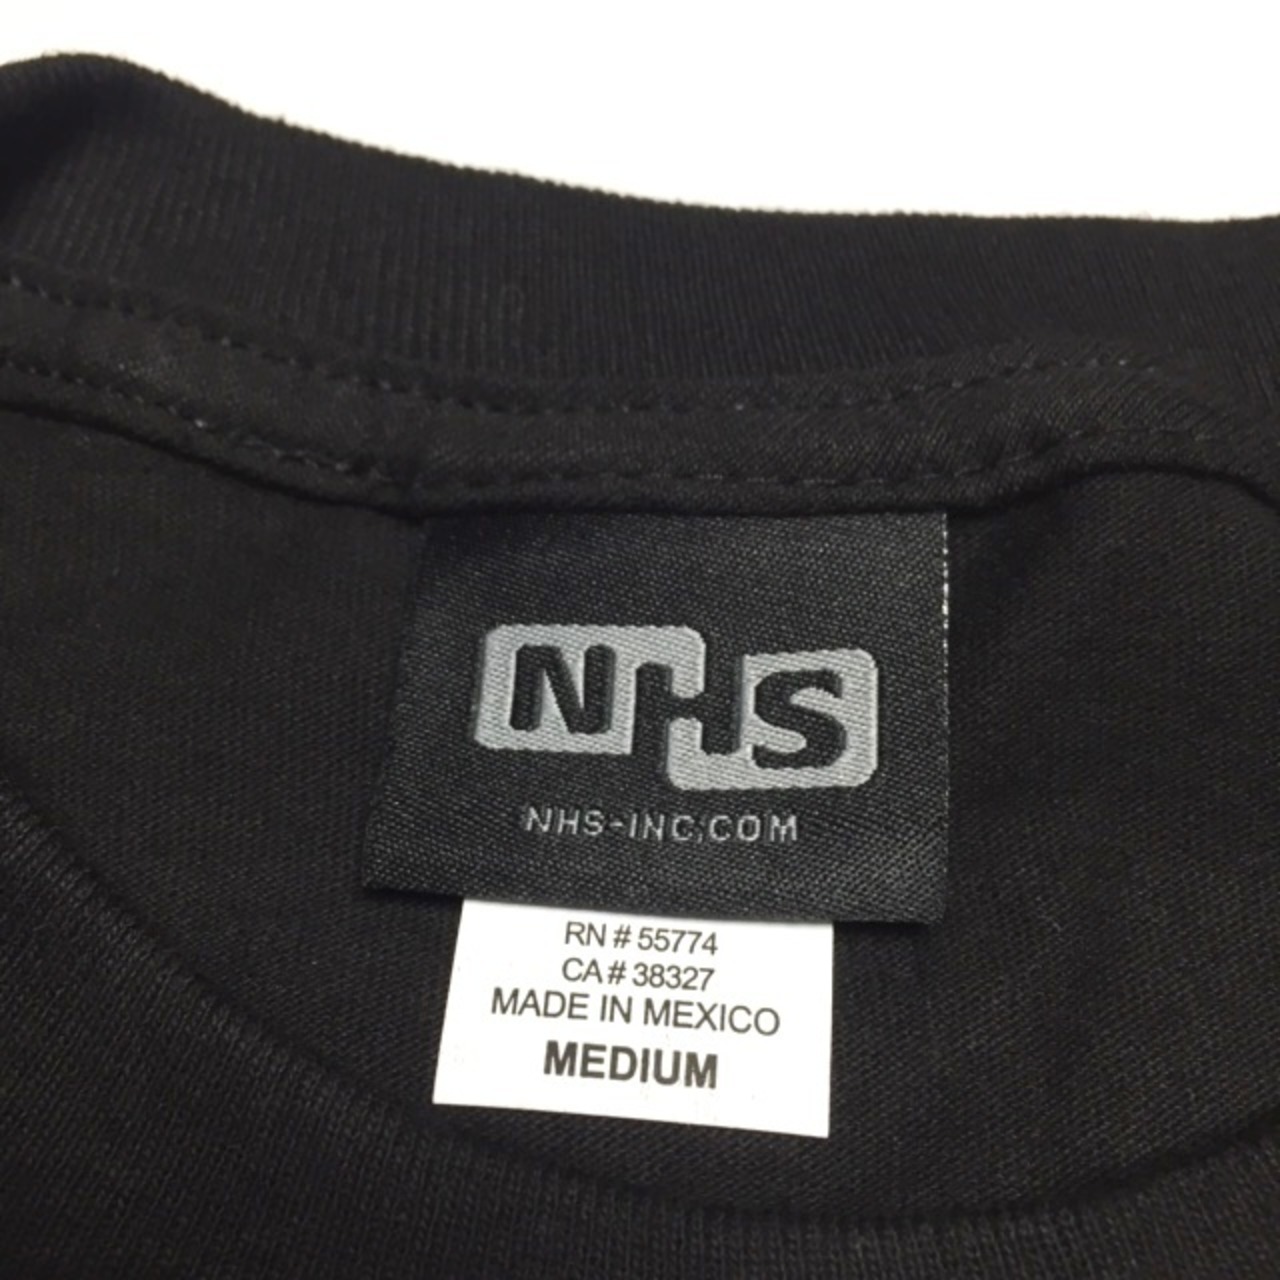 NHS
NHS-INC.COM
RN # 55774
CA # 38327
MADE IN MEXICO
MEDIUM